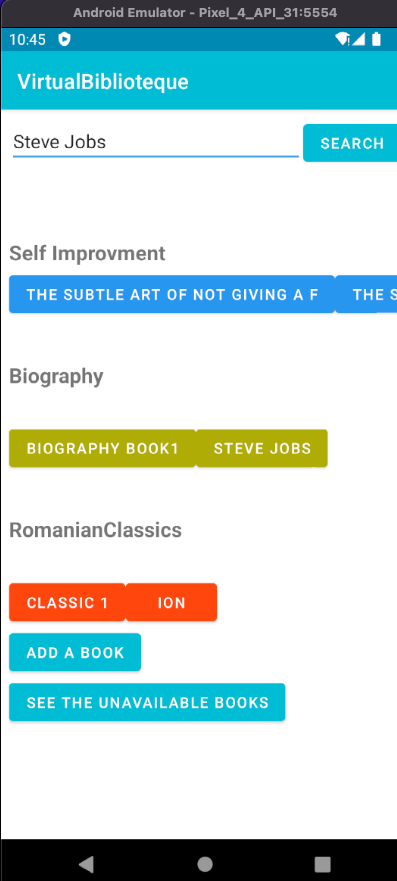 Android Emulator - Pixel_4_API_31:5554
10:45
VirtualBiblioteque
Steve Jobs SEARCH
Self Improvment
THE SUBTLE ART OF NOT GIVING A F THE S
Biography
BIOGRAPHY BOOK1 STEVE JOBS
RomanianClassics
CLASSIC 1 ION
ADD A BOOK
SEE THE UNAVAILABLE BOOKS